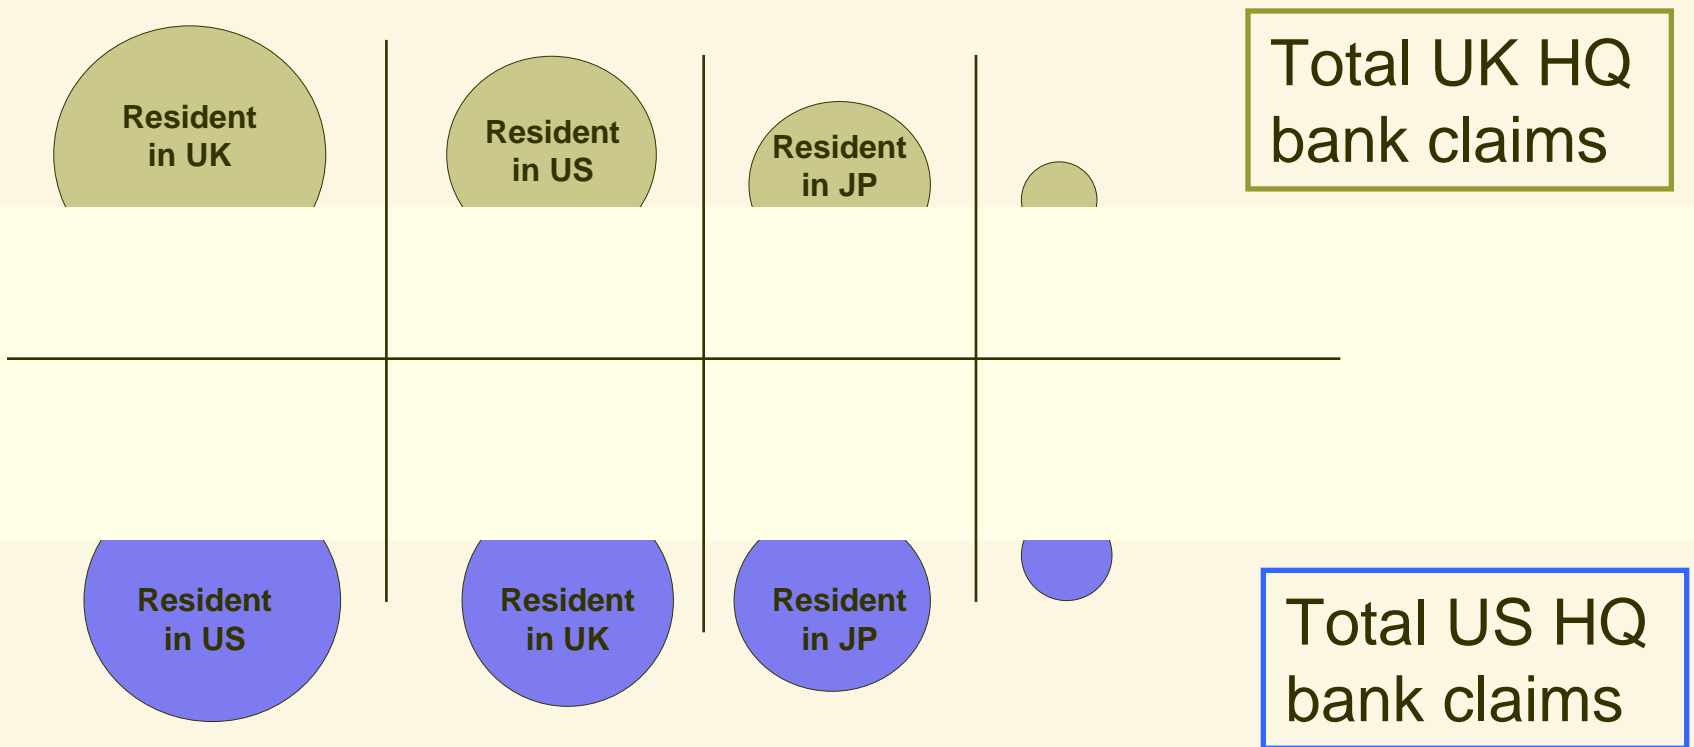 Resident
in UK
Resident
in US
Resident
in JP
Total UK HQ
bank claims
Resident
in US
Resident
in UK
Resident
in JP
Total US HQ
bank claims